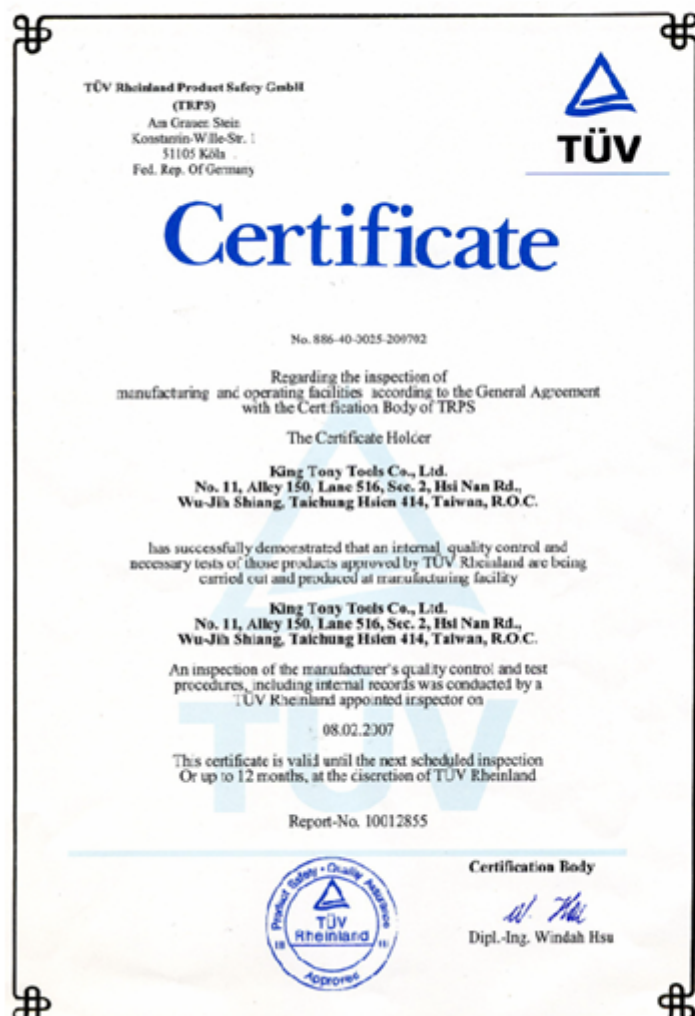 TÜV Rheinland Product Safety GmbH
(TRPS)
Am Grauen Stein
Konstantin-Wille-Str. 1
51105 Köln
Fed. Rep. Of Germany
TÜV
Certificate
No. 886-40-0025-200702
Regarding the inspection of
manufacturing and operating facilities according to the General Agreement
with the Certification Body of TRPS
The Certificate Holder
King Tony Tools Co., Ltd.
No. 11, Alley 150, Lane 516, Sec. 2, Hsi Nan Rd.,
Wu-Jih Shiang, Taichung Hsien 414, Taiwan, R.O.C.
has successfully demonstrated that an internal quality control and
necessary tests of those products approved by TÜV Rheinland are being
carried out and produced at manufacturing facility
King Tony Tools Co., Ltd.
No. 11, Alley 150, Lane 516, Sec. 2, Hsi Nan Rd.,
Wu-Jih Shiang, Taichung Hsien 414, Taiwan, R.O.C.
An inspection of the manufacturer's quality control and test
procedures, including internal records was conducted by a
TÜV Rheinland appointed inspector on
08.02.2007
This certificate is valid until the next scheduled inspection
Or up to 12 months, at the discretion of TÜV Rheinland
Report-No. 10012855
TÜV
Product Safety • Quality Assurance
TÜV
Rheinland
Approved
Certification Body
W. Hsu
Dipl.-Ing. Windah Hsu